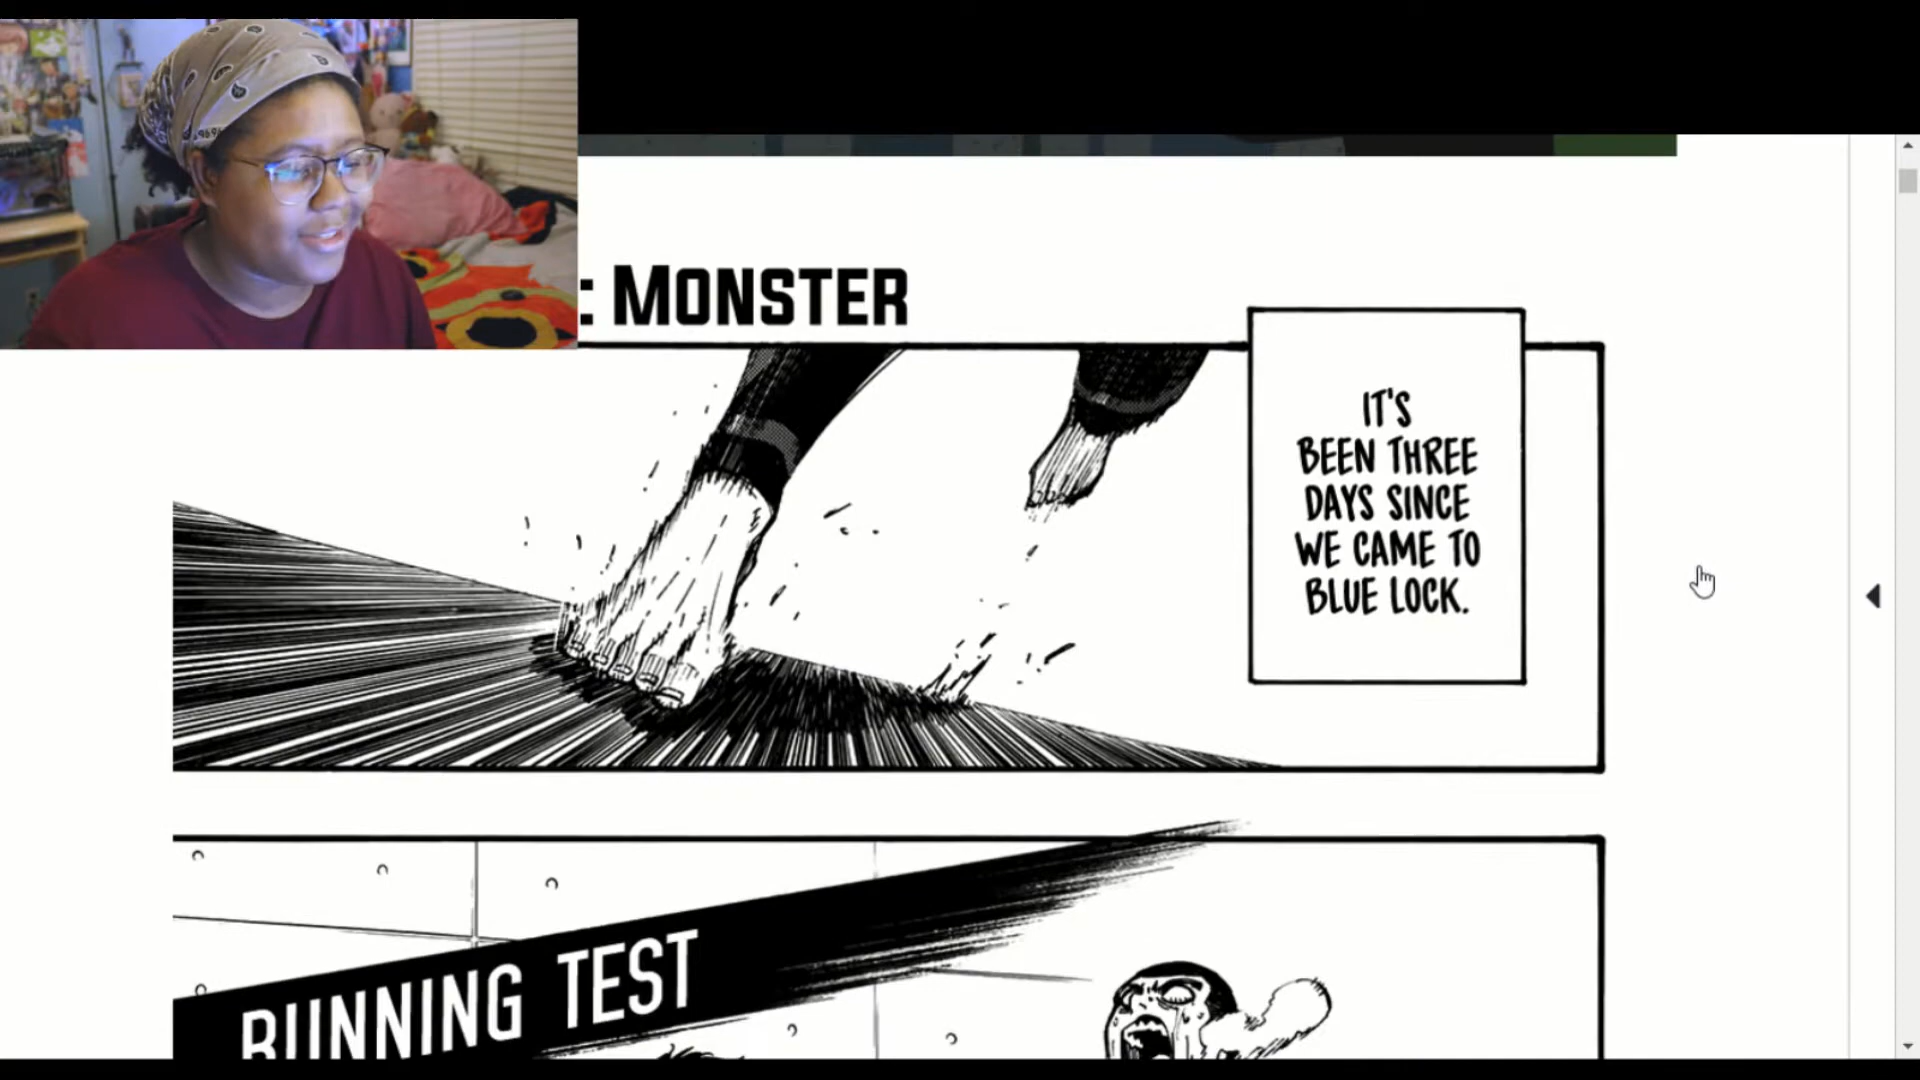 : MONSTER
IT'S
BEEN THREE
DAYS SINCE
WE CAME TO
BLUE LOCK.
RUNNING TEST